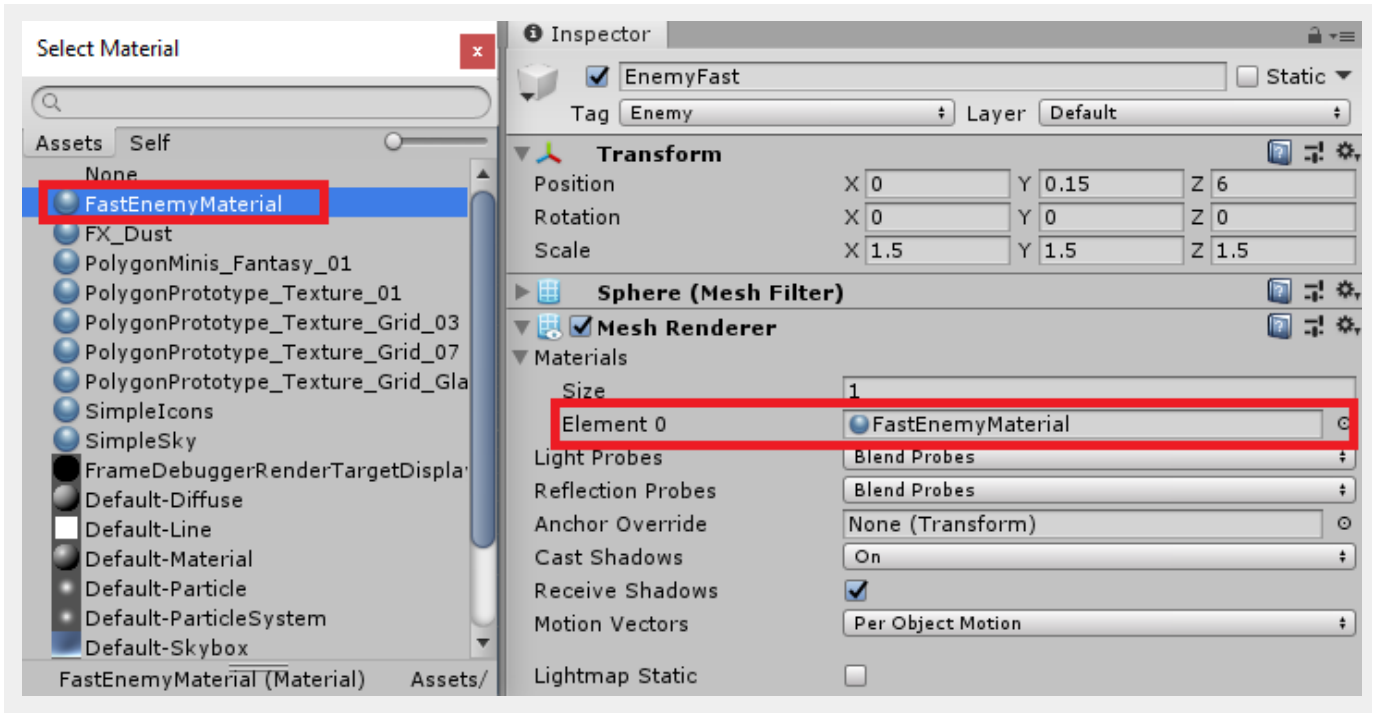 Select Material
x
Assets Self
None
FastEnemyMaterial
FX_Dust
PolygonMinis_Fantasy_01
PolygonPrototype_Texture_01
PolygonPrototype_Texture_Grid_03
PolygonPrototype_Texture_Grid_07
PolygonPrototype_Texture_Grid_Gla
SimpleIcons
SimpleSky
FrameDebuggerRenderTargetDispla
Default-Diffuse
Default-Line
Default-Material
Default-Particle
Default-ParticleSystem
Default-Skybox
FastEnemyMaterial (Material) Assets/
Inspector
EnemyFast Static
Tag Enemy Layer Default
Transform
Position X 0 Y 0.15 Z 6
Rotation X 0 Y 0 Z 0
Scale X 1.5 Y 1.5 Z 1.5
Sphere (Mesh Filter)
Mesh Renderer
Materials
Size 1
Element 0 FastEnemyMaterial
Light Probes Blend Probes
Reflection Probes Blend Probes
Anchor Override None (Transform)
Cast Shadows On
Receive Shadows
Motion Vectors Per Object Motion
Lightmap Static